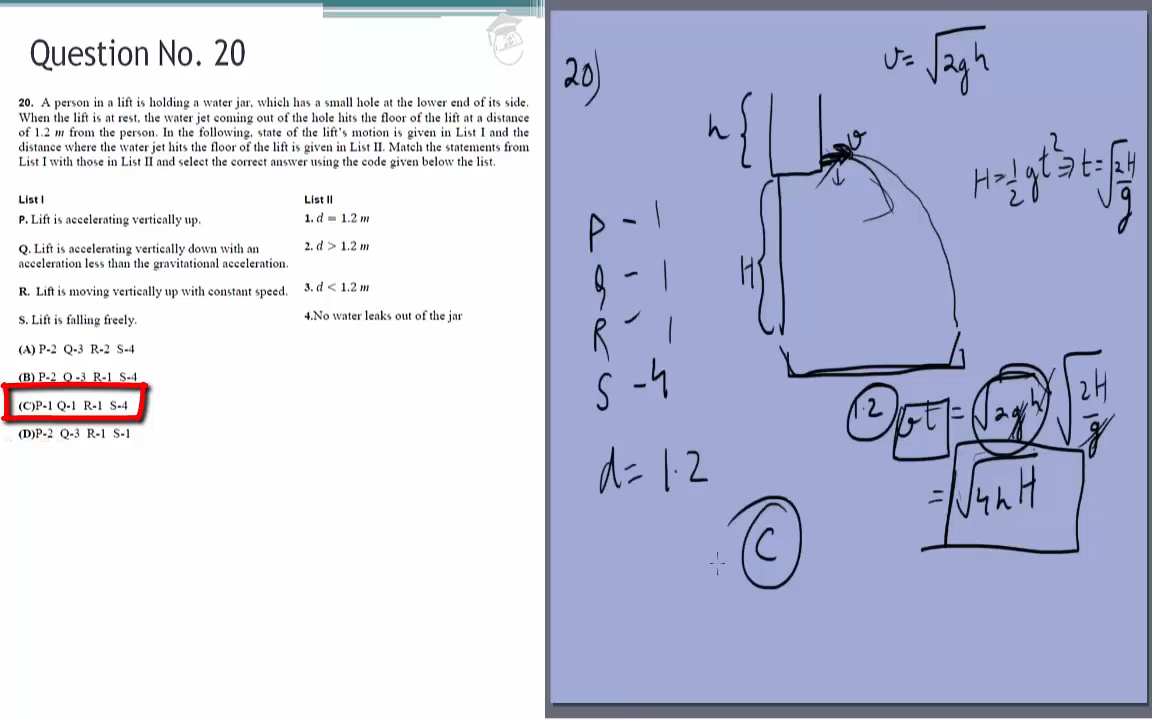 Question No. 20
20. A person in a lift is holding a water jar, which has a small hole at the lower end of its side.
When the lift is at rest, the water jet coming out of the hole hits the floor of the lift at a distance
of 1.2 m from the person. In the following, state of the lift's motion is given in List I and the
distance where the water jet hits the floor of the lift is given in List II. Match the statements from
List I with those in List II and select the correct answer using the code given below the list.
List I
List II
P. Lift is accelerating vertically up.
1. d = 1.2 m
Q. Lift is accelerating vertically down with an
acceleration less than the gravitational acceleration.
2. d > 1.2 m
R. Lift is moving vertically up with constant speed.
3. d < 1.2 m
S. Lift is falling freely.
4.No water leaks out of the jar
(A) P-2 Q-3 R-2 S-4
(B) P-2 Q-3 R-1 S-4
(C)P-1 Q-1 R-1 S-4
(D)P-2 Q-3 R-1 S-1
20)
v = √2gh
h
v
H = 1/2 gt² ⇒ t = √2H/g
P - 1
Q - 1
H
R - 1
S - 4
1.2 vt = √2gh √2H/g
d = 1.2
= √4hH
C